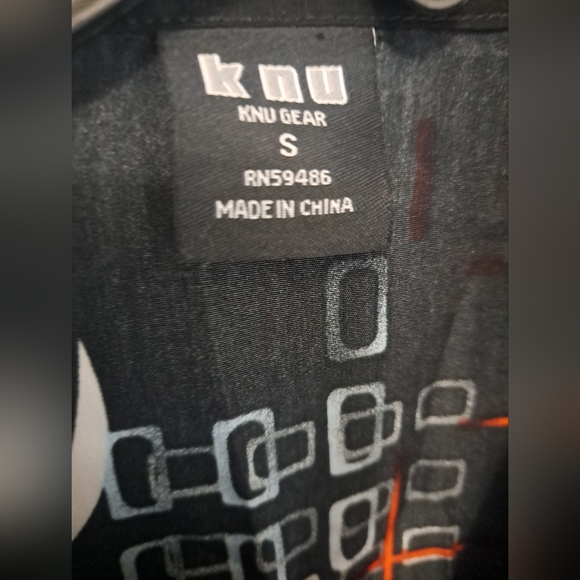 knu
KNU GEAR
S
RN59486
MADE IN CHINA